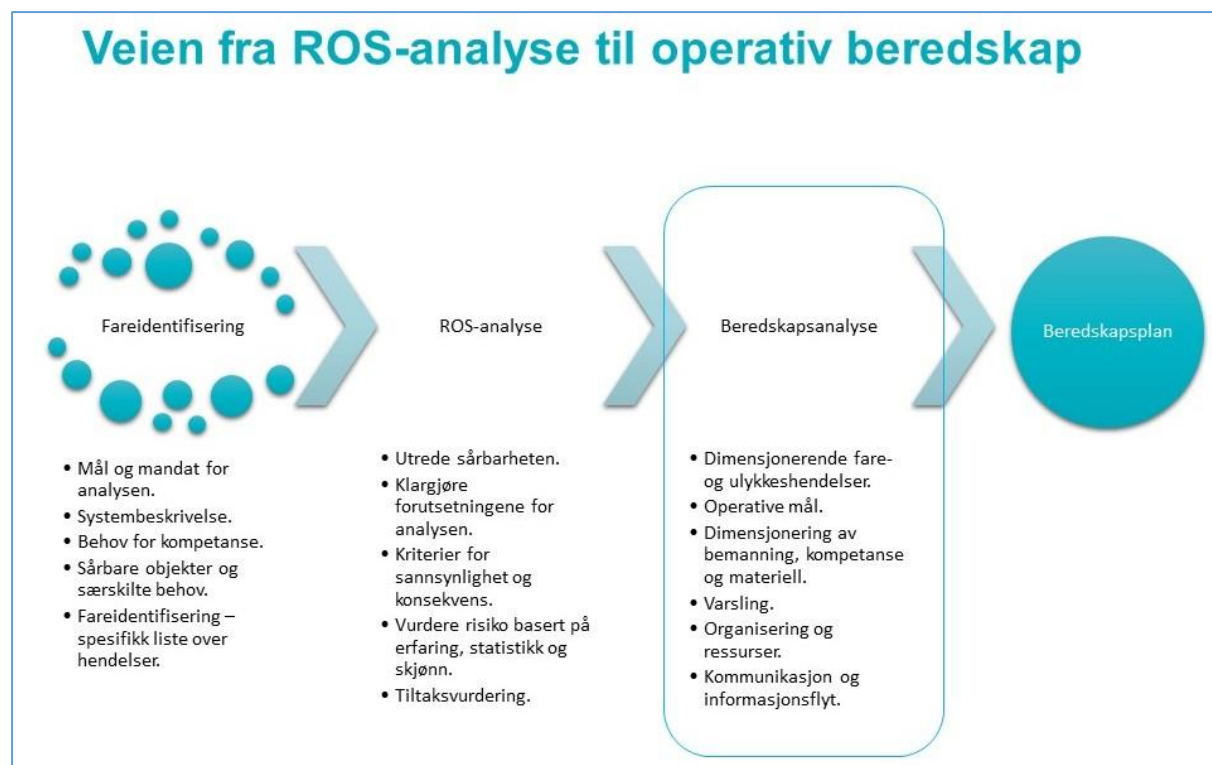 Veien fra ROS-analyse til operativ beredskap
Fareidentifisering
• Mål og mandat for
analysen.
• Systembeskrivelse.
• Behov for kompetanse.
• Sårbare objekter og
særskilte behov.
• Fareidentifisering –
spesifikk liste over
hendelser.
ROS-analyse
• Utrede sårbarheten.
• Klargjøre
forutsetningene for
analysen.
• Kriterier for
sannsynlighet og
konsekvens.
• Vurdere risiko basert på
erfaring, statistikk og
skjønn.
• Tiltaksvurdering.
Beredskapsanalyse
• Dimensjonerende fare-
og ulykkeshendelser.
• Operative mål.
• Dimensjonering av
bemanning, kompetanse
og materiell.
• Varsling.
• Organisering og
ressurser.
• Kommunikasjon og
informasjonsflyt.
Beredskapsplan